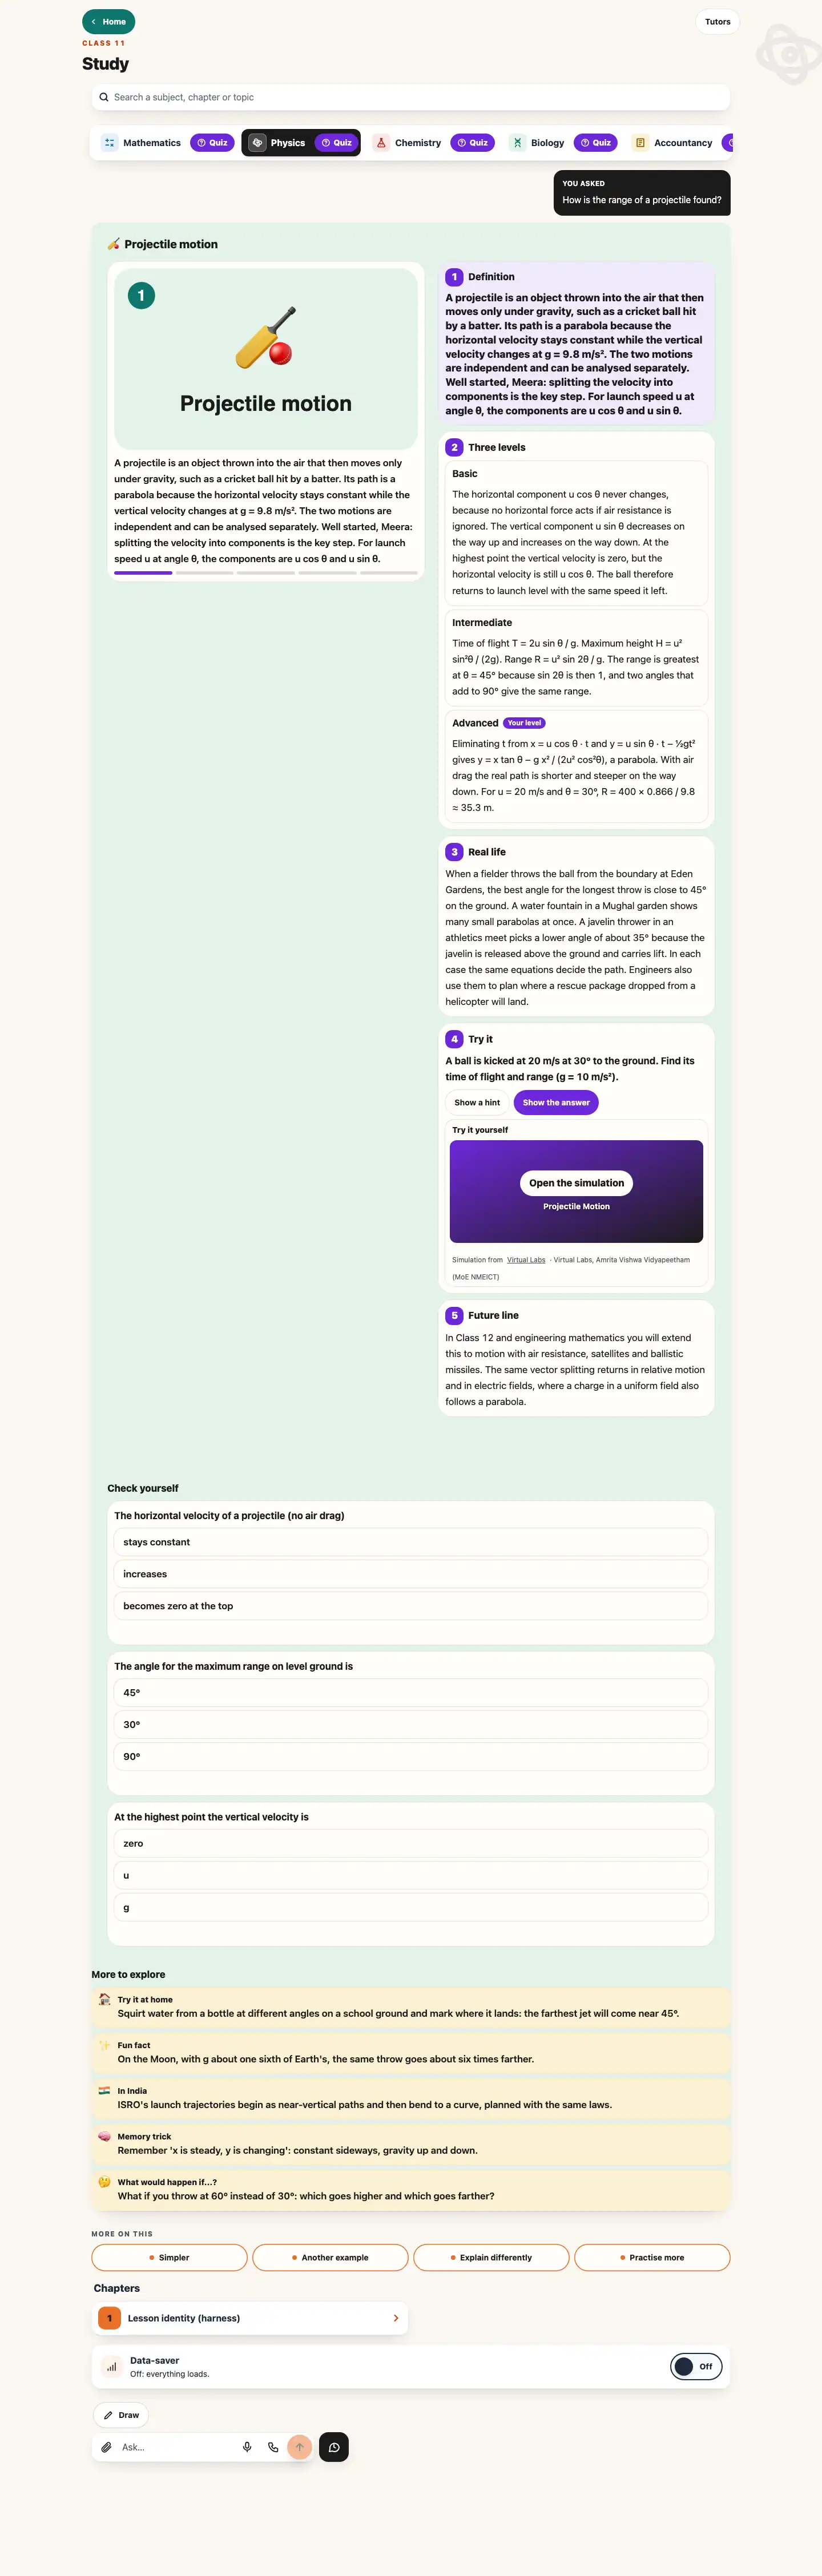 Home
Tutors
CLASS 11
Study
Search a subject, chapter or topic
Mathematics
Quiz
Physics
Quiz
Chemistry
Quiz
Biology
Quiz
Accountancy
YOU ASKED
How is the range of a projectile found?
🏏 Projectile motion
1
Projectile motion
A projectile is an object thrown into the air that then moves only
under gravity, such as a cricket ball hit by a batter. Its path is a
parabola because the horizontal velocity stays constant while the
vertical velocity changes at g = 9.8 m/s². The two motions are
independent and can be analysed separately. Well started, Meera:
splitting the velocity into components is the key step. For launch
speed u at angle θ, the components are u cos θ and u sin θ.
1 Definition
A projectile is an object thrown into the air that then
moves only under gravity, such as a cricket ball hit
by a batter. Its path is a parabola because the
horizontal velocity stays constant while the vertical
velocity changes at g = 9.8 m/s². The two motions
are independent and can be analysed separately.
Well started, Meera: splitting the velocity into
components is the key step. For launch speed u at
angle θ, the components are u cos θ and u sin θ.
2 Three levels
Basic
The horizontal component u cos θ never changes,
because no horizontal force acts if air resistance is
ignored. The vertical component u sin θ decreases on
the way up and increases on the way down. At the
highest point the vertical velocity is zero, but the
horizontal velocity is still u cos θ. The ball therefore
returns to launch level with the same speed it left.
Intermediate
Time of flight T = 2u sin θ / g. Maximum height H = u²
sin²θ / (2g). Range R = u² sin 2θ / g. The range is greatest
at θ = 45° because sin 2θ is then 1, and two angles that
add to 90° give the same range.
Advanced Your level
Eliminating t from x = u cos θ · t and y = u sin θ · t − ½gt²
gives y = x tan θ − g x² / (2u² cos²θ), a parabola. With air
drag the real path is shorter and steeper on the way
down. For u = 20 m/s and θ = 30°, R = 400 × 0.866 / 9.8
≈ 35.3 m.
3 Real life
When a fielder throws the ball from the boundary at Eden
Gardens, the best angle for the longest throw is close to 45°
on the ground. A water fountain in a Mughal garden shows
many small parabolas at once. A javelin thrower in an
athletics meet picks a lower angle of about 35° because the
javelin is released above the ground and carries lift. In each
case the same equations decide the path. Engineers also
use them to plan where a rescue package dropped from a
helicopter will land.
4 Try it
A ball is kicked at 20 m/s at 30° to the ground. Find its
time of flight and range (g = 10 m/s²).
Show a hint
Show the answer
Try it yourself
Open the simulation
Projectile Motion
Simulation from Virtual Labs · Virtual Labs, Amrita Vishwa Vidyapeetham
(MoE NMEICT)
5 Future line
In Class 12 and engineering mathematics you will extend
this to motion with air resistance, satellites and ballistic
missiles. The same vector splitting returns in relative motion
and in electric fields, where a charge in a uniform field also
follows a parabola.
Check yourself
The horizontal velocity of a projectile (no air drag)
stays constant
increases
becomes zero at the top
The angle for the maximum range on level ground is
45°
30°
90°
At the highest point the vertical velocity is
zero
u
g
More to explore
Try it at home
Squirt water from a bottle at different angles on a school ground and mark where it lands: the farthest jet will come near 45°.
Fun fact
On the Moon, with g about one sixth of Earth's, the same throw goes about six times farther.
In India
ISRO's launch trajectories begin as near-vertical paths and then bend to a curve, planned with the same laws.
Memory trick
Remember 'x is steady, y is changing': constant sideways, gravity up and down.
What would happen if...?
What if you throw at 60° instead of 30°: which goes higher and which goes farther?
MORE ON THIS
Simpler
Another example
Explain differently
Practise more
Chapters
1 Lesson identity (harness)
Data-saver
Off: everything loads.
Off
Draw
Ask...